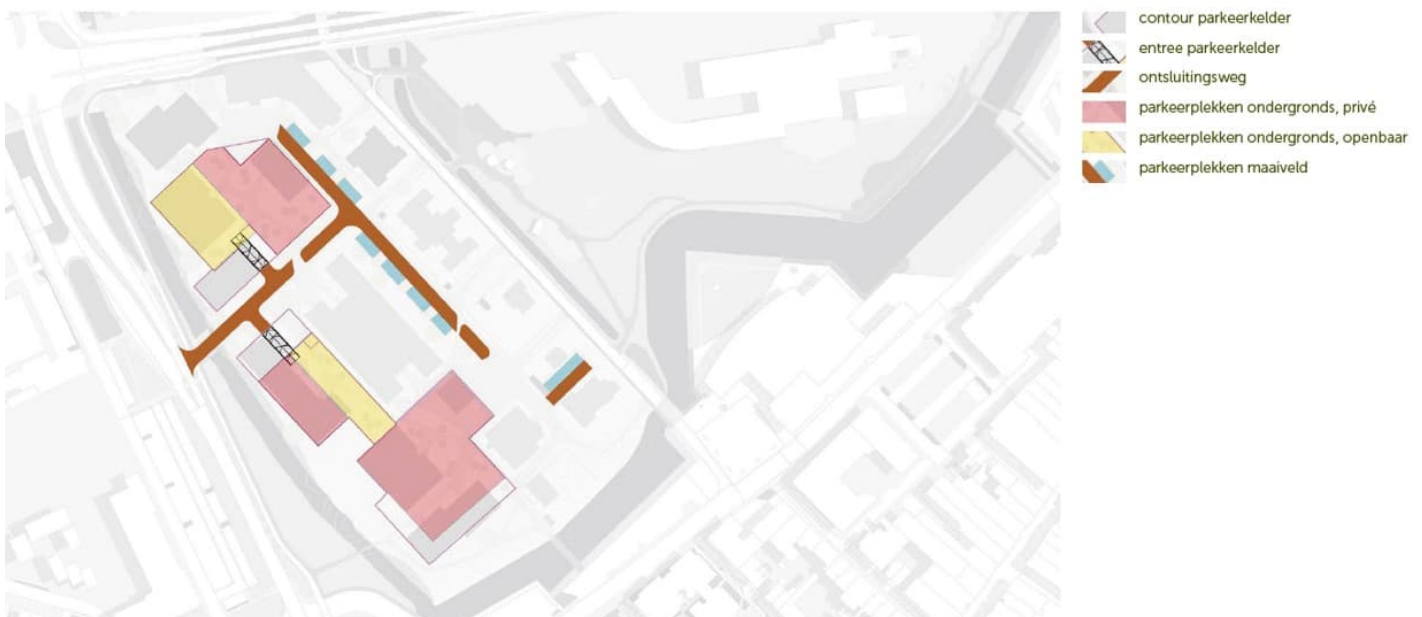 contour parkeerkelder
entree parkeerkelder
ontsluitingsweg
parkeerplekken ondergronds, privé
parkeerplekken ondergronds, openbaar
parkeerplekken maaiveld